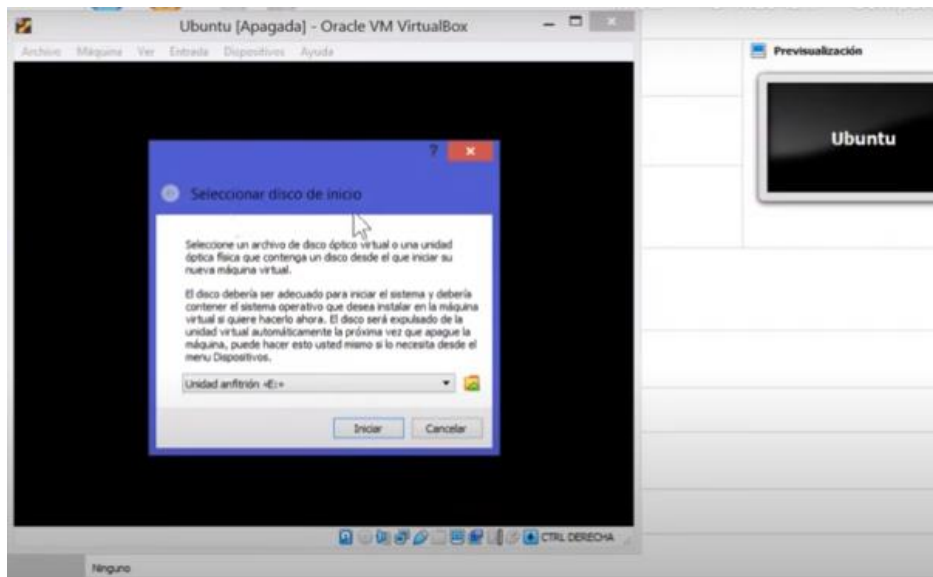 Ubuntu [Apagada] - Oracle VM VirtualBox
Archivo Máquina Ver Entrada Dispositivos Ayuda
Previsualización
Ubuntu
?
Seleccionar disco de inicio
Seleccione un archivo de disco óptico virtual o una unidad
óptica física que contenga un disco desde el que iniciar su
nueva máquina virtual.
El disco debería ser adecuado para iniciar el sistema y debería
contener el sistema operativo que desea instalar en la máquina
virtual si quiere hacerlo ahora. El disco será expulsado de la
unidad virtual automáticamente la próxima vez que apague la
máquina, puede hacer esto usted mismo si lo necesita desde el
menu Dispositivos.
Unidad anfitrión «E:»
Iniciar Cancelar
CTRL DERECHA
Ninguno